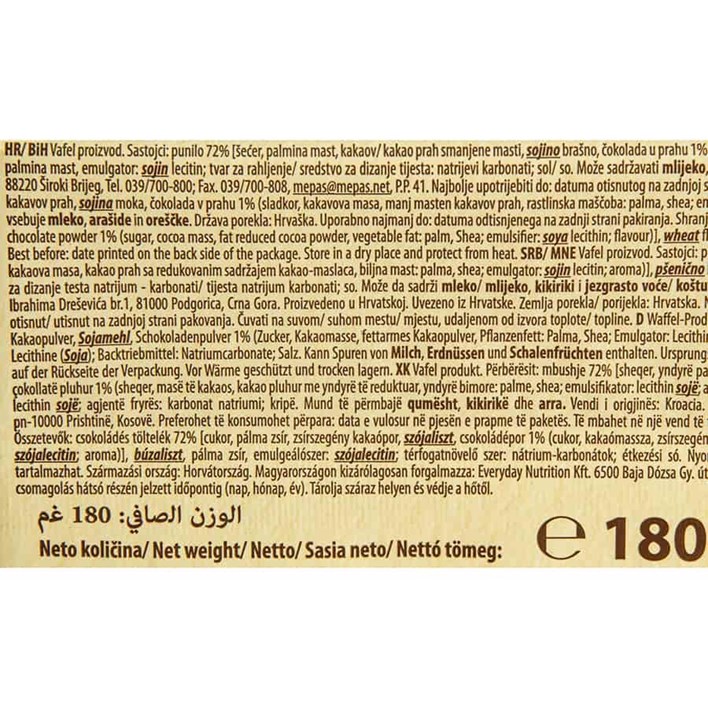 HR/ BiH Vafel proizvod. Sastojci: punilo 72% [šećer, palmina mast, kakaov/ kakao prah smanjene masti, sojino brašno, čokolada u prahu 1%
palmina mast, emulgator: sojin lecitin; tvar za rahljenje/ sredstvo za dizanje tijesta: natrijevi karbonati; sol/ so. Može sadržavati mlijeko,
88220 Široki Brijeg, Tel. 039/700-800; Fax. 039/700-808, mepas@mepas.net, P.P. 41. Najbolje upotrijebiti do: datuma otisnutog na zadnjoj s
kakavov prah, sojina moka, čokolada v prahu 1% (sladkor, kakavova masa, manj masten kakavov prah, rastlinska maščoba: palma, shea; en
vsebuje mleko, arašide in oreščke. Država porekla: Hrvaška. Uporabno najmanj do: datuma odtisnjenega na zadnji strani pakiranja. Shranj
chocolate powder 1% (sugar, cocoa mass, fat reduced cocoa powder, vegetable fat: palm, Shea; emulsifier: soya lecithin; flavour)], wheat fl
Best before: date printed on the back side of the package. Store in a dry place and protect from heat. SRB/ MNE Vafel proizvod. Sastojci: p
kakaova masa, kakao prah sa redukovanim sadržajem kakao-maslaca, biljna mast: palma, shea; emulgator: sojin lecitin; aroma)], pšenično
za dizanje testa natrijum - karbonati/ tijesta natrijum karbonati; so. Može da sadrži mleko/ mlijeko, kikiriki i jezgrasto voće/ koštu
Ibrahima Dreševića br.1, 81000 Podgorica, Crna Gora. Proizvedeno u Hrvatskoj. Uvezeno iz Hrvatske. Zemlja porekla/ porijekla: Hrvatska. N
otisnut/ utisnut na zadnjoj strani pakovanja. Čuvati na suvom/ suhom mestu/ mjestu, udaljenom od izvora toplote/ topline. D Waffel-Prod
Kakaopulver, Sojamehl, Schokoladenpulver 1% (Zucker, Kakaomasse, fettarmes Kakaopulver, Pflanzenfett: Palma, Shea; Emulgator: Lecithin
Lecithine (Soja); Backtriebmittel: Natriumcarbonate; Salz. Kann Spuren von Milch, Erdnüssen und Schalenfrüchten enthalten. Ursprung
auf der Rückseite der Verpackung. Vor Wärme geschützt und trocken lagern. XK Vafel produkt. Përbërësit: mbushje 72% [sheqer, yndyrë pa
çokollatë pluhur 1% (sheqer, masë të kakaos, kakao pluhur me yndyrë të reduktuar, yndyrë bimore: palme, shea; emulsifikator: lecithin sojë; a
lecithin sojë; agjentë fryrës: karbonat natriumi; kripë. Mund të përmbajë qumësht, kikirikë dhe arra. Vendi i origjinës: Kroacia.
pn-10000 Prishtinë, Kosovë. Preferohet të konsumohet përpara: data e vulosur në pjesën e prapme të paketës. Të mbahet në një vend të
Összetevők: csokoládés töltelék 72% [cukor, pálma zsír, zsírszegény kakaópor, szójaliszt, csokoládépor 1% (cukor, kakaómassza, zsírszegén
szójalecitin; aroma)], búzaliszt, pálma zsír, emulgeálószer: szójalecitin; térfogatnövelő szer: nátrium-karbonátok; étkezési só. Nyo
tartalmazhat. Származási ország: Horvátország. Magyarországon kizárólagosan forgalmazza: Everyday Nutrition Kft. 6500 Baja Dózsa Gy. út
csomagolás hátsó részén jelzett időpontig (nap, hónap, év). Tárolja száraz helyen és védje a hőtől.
الوزن الصافي: 180 غم
Neto količina/ Net weight/ Netto/ Sasia neto/ Nettó tömeg: ℮ 180